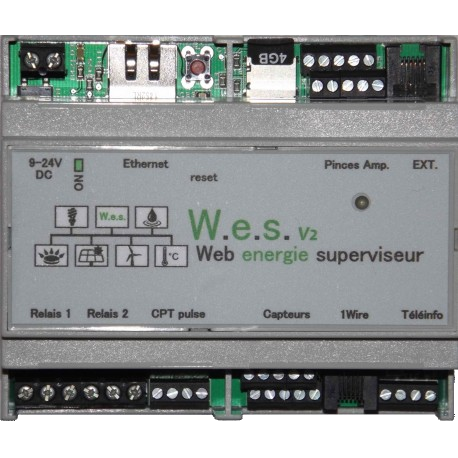 4GB
9-24V
DC
ON
Ethernet
reset
Pinces Amp.
EXT.
W.e.s.
°C
W.e.s. V2
Web energie superviseur
Relais 1
Relais 2
CPT pulse
Capteurs
1Wire
Téléinfo